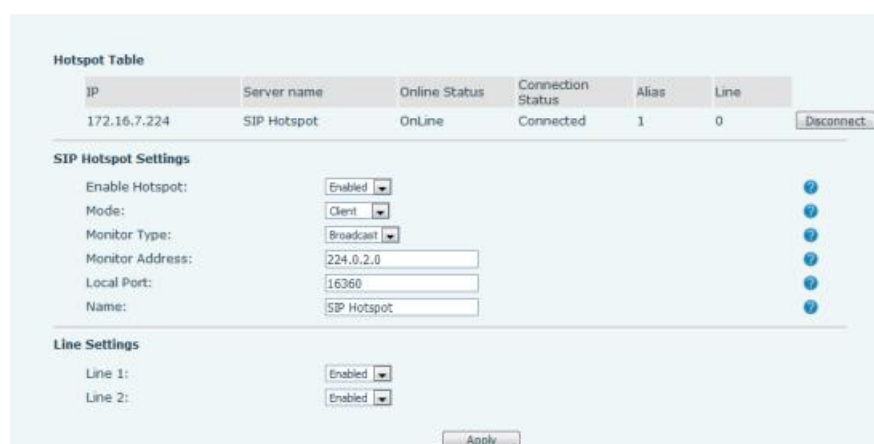 Hotspot Table
IP Server name Online Status Connection Status Alias Line
172.16.7.224 SIP Hotspot OnLine Connected 1 0 Disconnect
SIP Hotspot Settings
Enable Hotspot: Enabled
Mode: Client
Monitor Type: Broadcast
Monitor Address: 224.0.2.0
Local Port: 16360
Name: SIP Hotspot
Line Settings
Line 1: Enabled
Line 2: Enabled
Apply